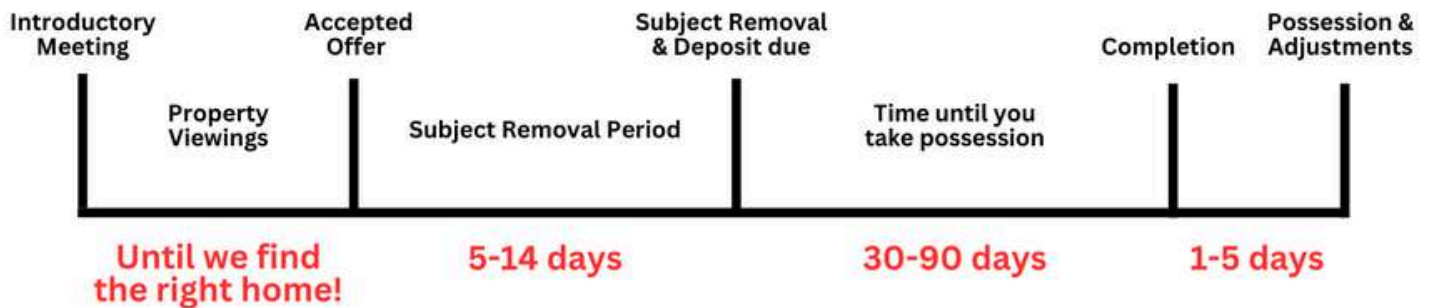 Introductory
Meeting
Accepted
Offer
Subject Removal
& Deposit due
Completion
Possession &
Adjustments
Property
Viewings
Subject Removal Period
Time until you
take possession
Until we find
the right home!
5-14 days
30-90 days
1-5 days